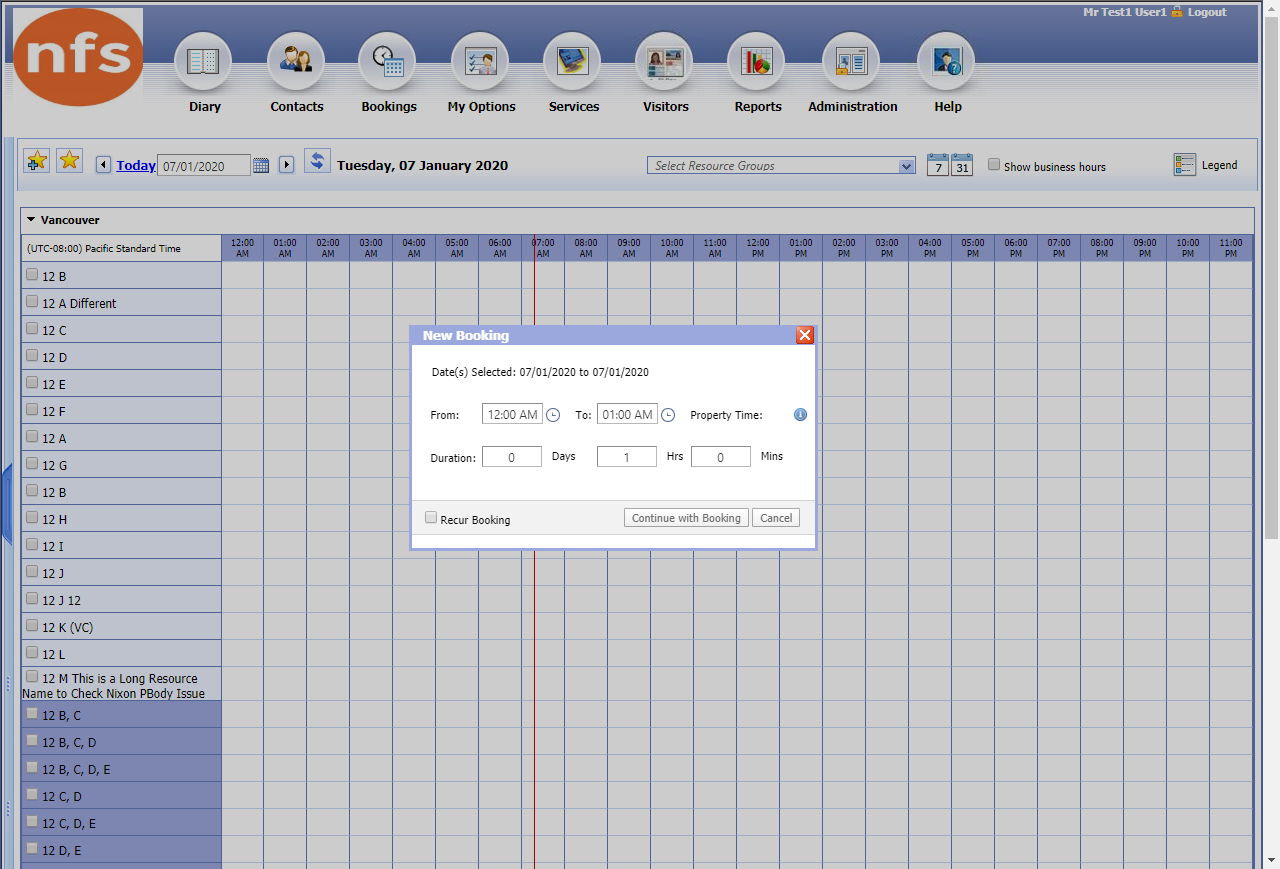 nfs
Mr Test1 User1 Logout
Diary Contacts Bookings My Options Services Visitors Reports Administration Help
Today 07/01/2020 Tuesday, 07 January 2020 Select Resource Groups 7 31 Show business hours Legend
Vancouver
(UTC-08:00) Pacific Standard Time
12:00 AM 01:00 AM 02:00 AM 03:00 AM 04:00 AM 05:00 AM 06:00 AM 07:00 AM 08:00 AM 09:00 AM 10:00 AM 11:00 AM 12:00 PM 01:00 PM 02:00 PM 03:00 PM 04:00 PM 05:00 PM 06:00 PM 07:00 PM 08:00 PM 09:00 PM 10:00 PM 11:00 PM
12 B
12 A Different
12 C
12 D
12 E
12 F
12 A
12 G
12 B
12 H
12 I
12 J
12 J 12
12 K (VC)
12 L
12 M This is a Long Resource
Name to Check Nixon PBody Issue
12 B, C
12 B, C, D
12 B, C, D, E
12 C, D
12 C, D, E
12 D, E
New Booking
Date(s) Selected: 07/01/2020 to 07/01/2020
From: 12:00 AM To: 01:00 AM Property Time:
Duration: 0 Days 1 Hrs 0 Mins
Recur Booking Continue with Booking Cancel